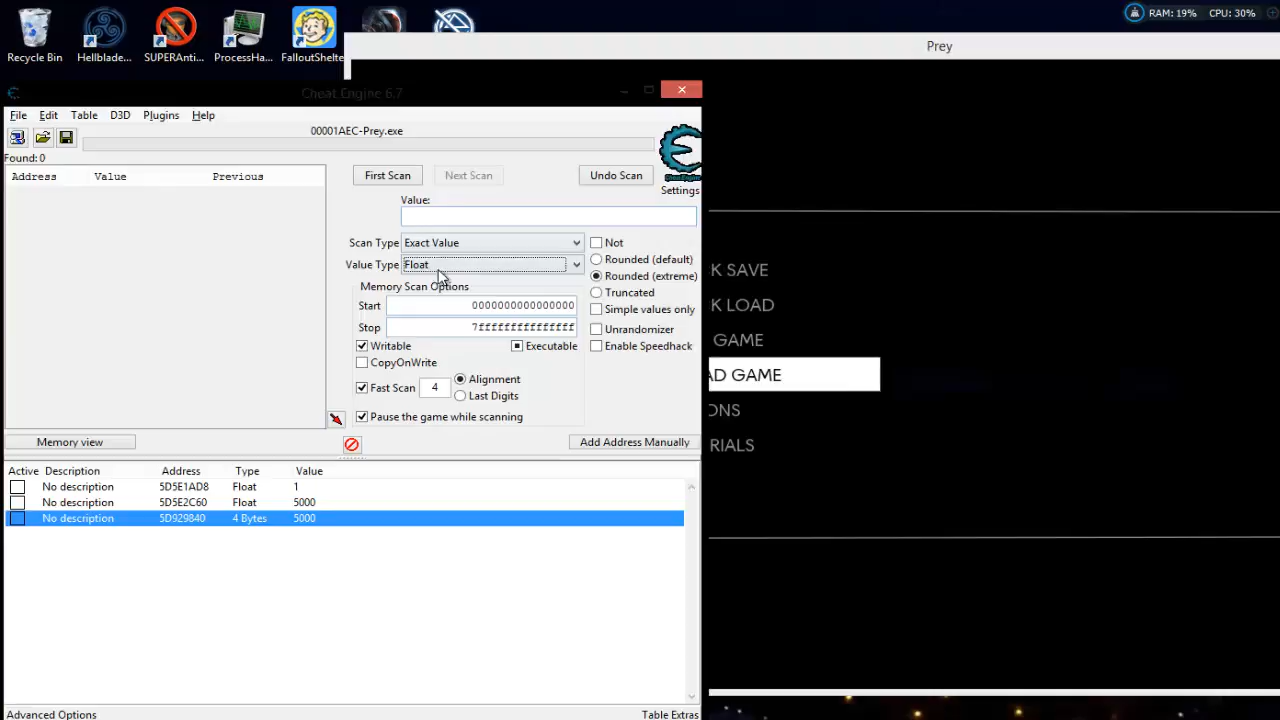 RAM: 19% CPU: 30%
Recycle Bin Hellblade... SUPERAnti... ProcessHa... FalloutShelte
Prey
Cheat Engine 6.7
File Edit Table D3D Plugins Help
00001AEC-Prey.exe
Found:0
Address Value Previous
First Scan Next Scan Undo Scan
Settings
Value:
Scan Type Exact Value Not
Value Type Float Rounded (default)
Memory Scan Options Rounded (extreme)
Truncated
Start 0000000000000000 Simple values only
Stop 7fffffffffffffff Unrandomizer
Writable Executable Enable Speedhack
CopyOnWrite
Fast Scan 4 Alignment
Last Digits
Pause the game while scanning
Memory view Add Address Manually
Active Description Address Type Value
No description 5D5E1AD8 Float 1
No description 5D5E2C60 Float 5000
No description 5D929840 4 Bytes 5000
Advanced Options Table Extras
K SAVE
K LOAD
GAME
AD GAME
ONS
RIALS